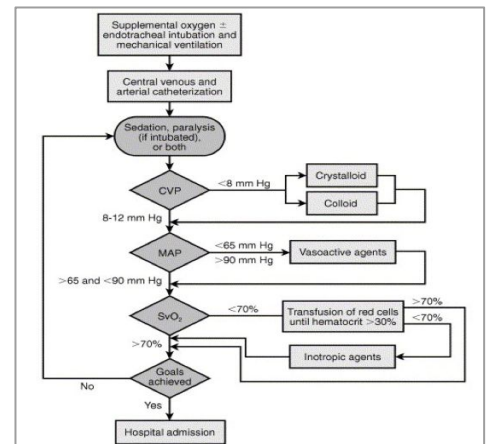 Supplemental oxygen ±
endotracheal intubation and
mechanical ventilation
Central venous and
arterial catheterization
Sedation, paralysis
(if intubated),
or both
CVP
<8 mm Hg
Crystalloid
Colloid
8-12 mm Hg
MAP
<65 mm Hg
>90 mm Hg
Vasoactive agents
>65 and <90 mm Hg
SvO₂
<70%
Transfusion of red cells
until hematocrit >30%
>70%
<70%
>70%
Inotropic agents
Goals
achieved
No
Yes
Hospital admission